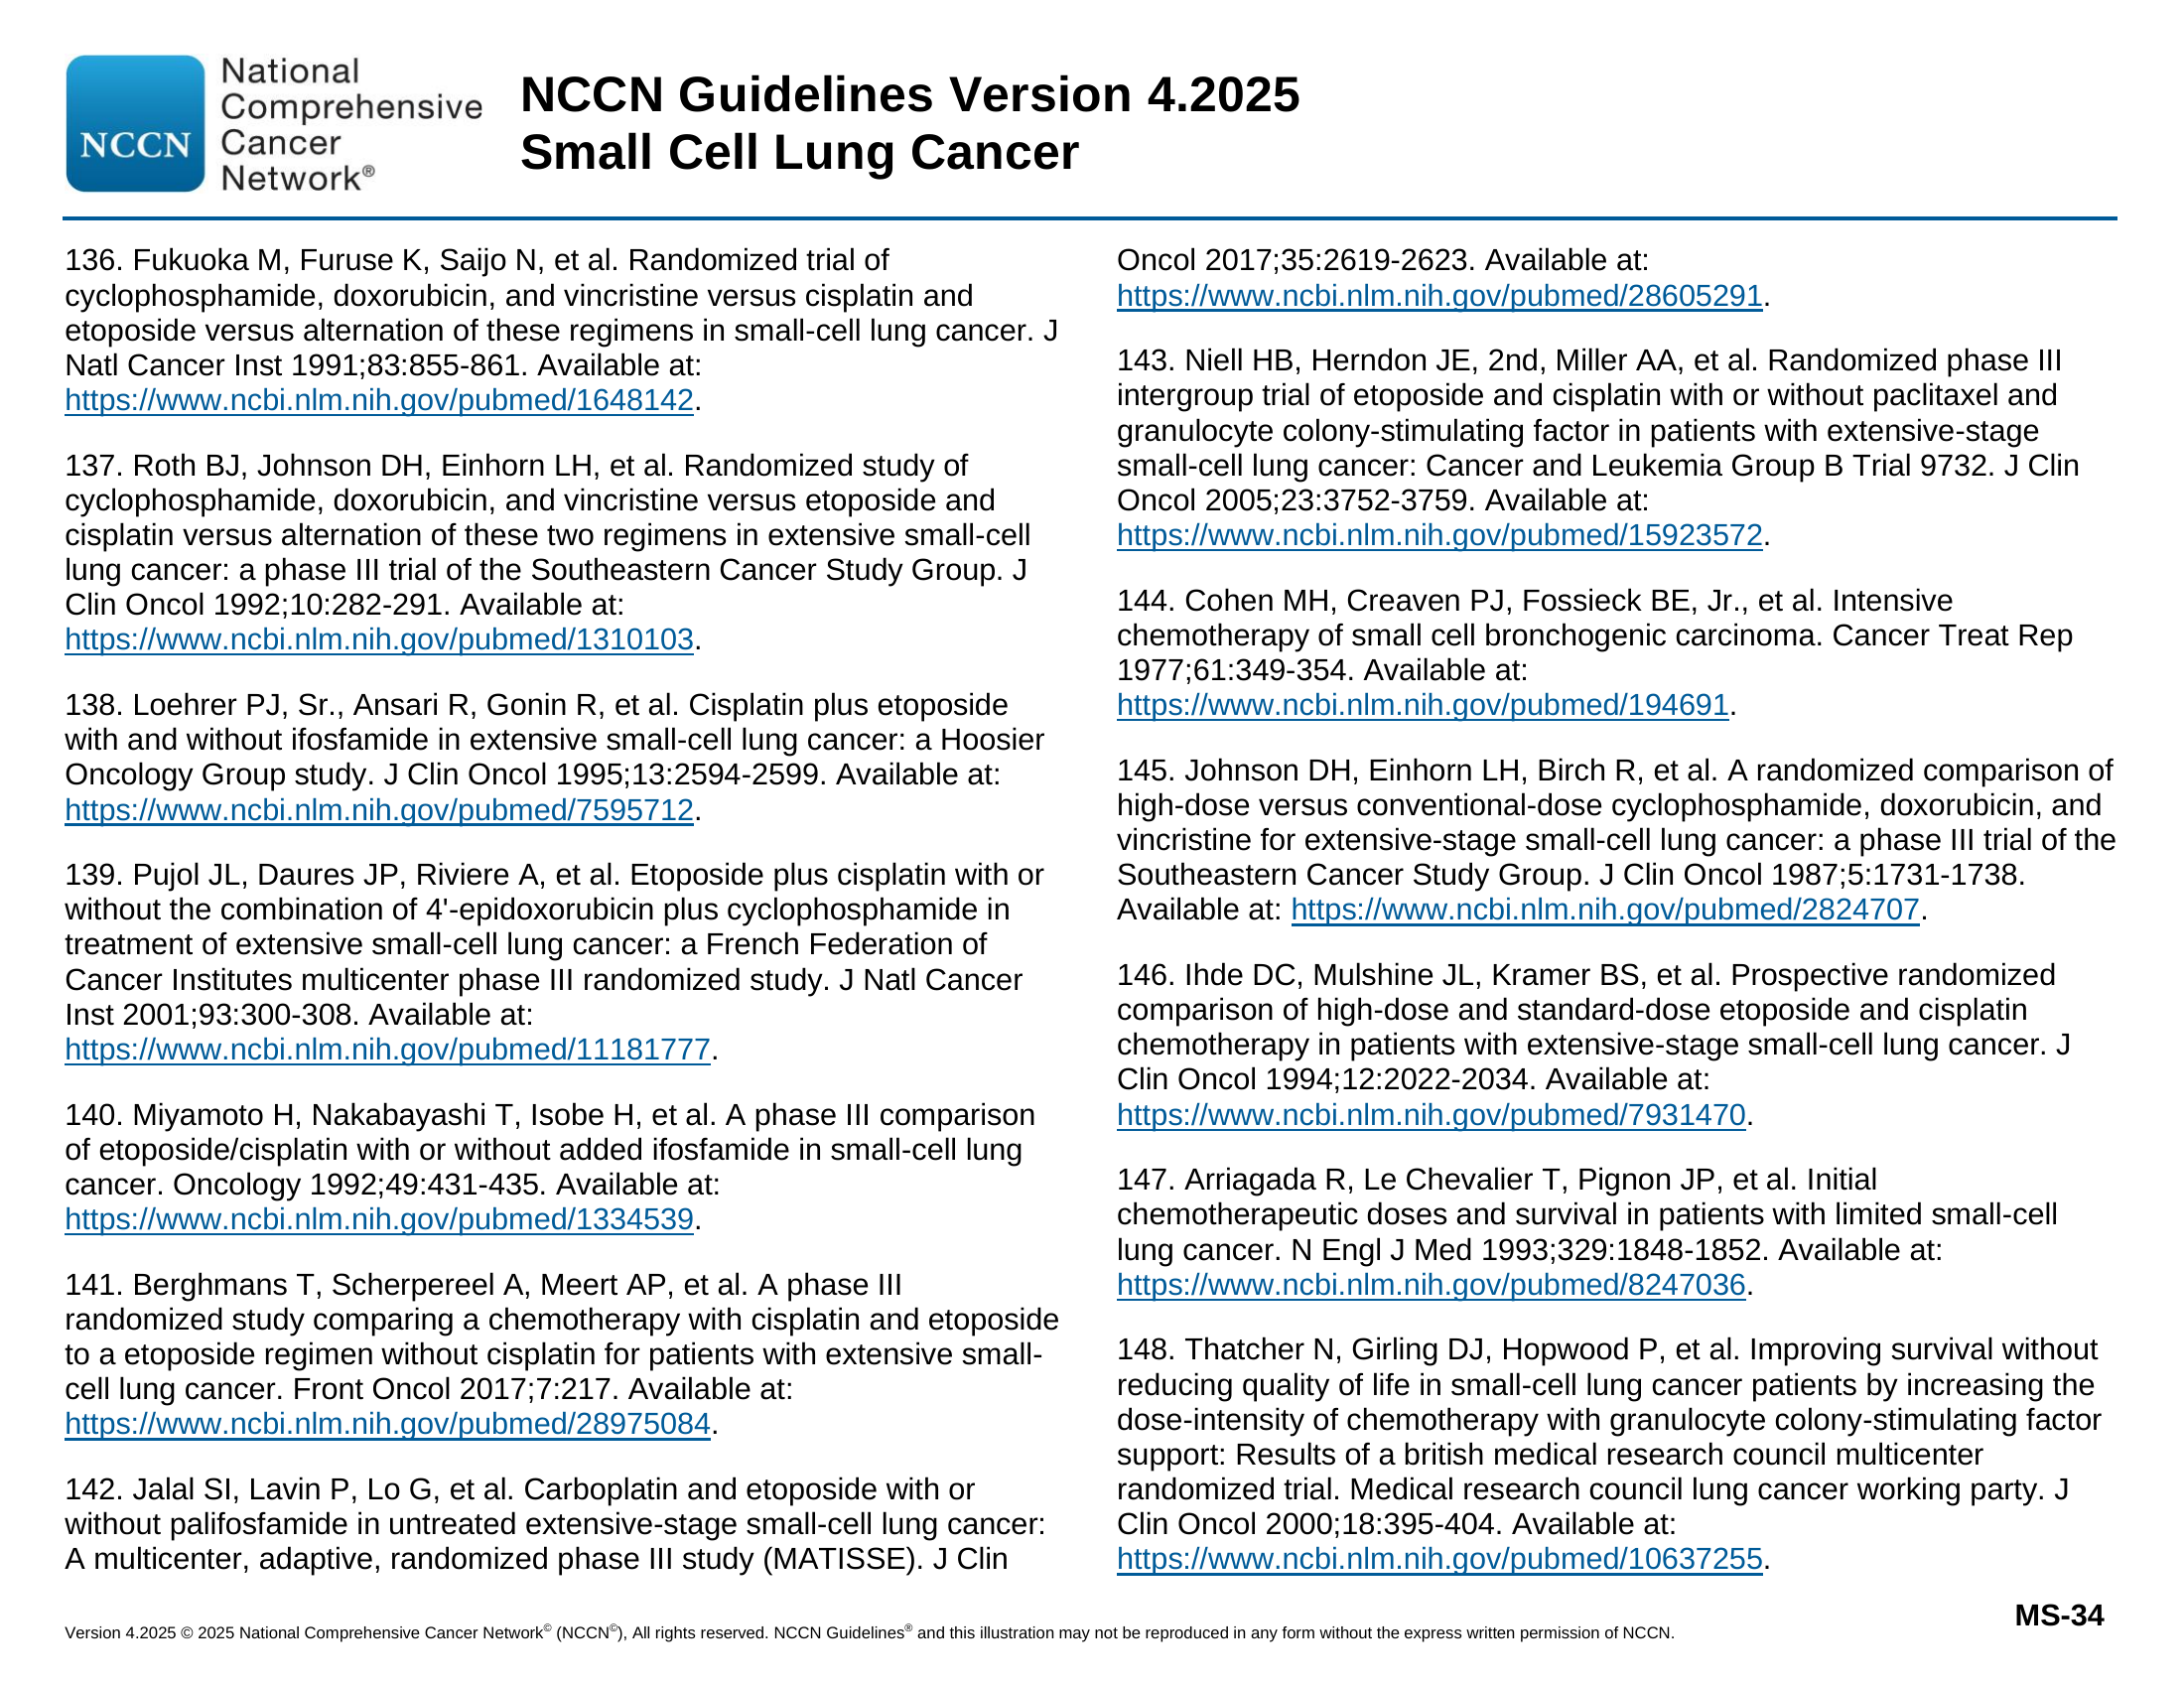 NCCN
National
Comprehensive
Cancer
Network®
NCCN Guidelines Version 4.2025
Small Cell Lung Cancer
136. Fukuoka M, Furuse K, Saijo N, et al. Randomized trial of
cyclophosphamide, doxorubicin, and vincristine versus cisplatin and
etoposide versus alternation of these regimens in small-cell lung cancer. J
Natl Cancer Inst 1991;83:855-861. Available at:
https://www.ncbi.nlm.nih.gov/pubmed/1648142.
137. Roth BJ, Johnson DH, Einhorn LH, et al. Randomized study of
cyclophosphamide, doxorubicin, and vincristine versus etoposide and
cisplatin versus alternation of these two regimens in extensive small-cell
lung cancer: a phase III trial of the Southeastern Cancer Study Group. J
Clin Oncol 1992;10:282-291. Available at:
https://www.ncbi.nlm.nih.gov/pubmed/1310103.
138. Loehrer PJ, Sr., Ansari R, Gonin R, et al. Cisplatin plus etoposide
with and without ifosfamide in extensive small-cell lung cancer: a Hoosier
Oncology Group study. J Clin Oncol 1995;13:2594-2599. Available at:
https://www.ncbi.nlm.nih.gov/pubmed/7595712.
139. Pujol JL, Daures JP, Riviere A, et al. Etoposide plus cisplatin with or
without the combination of 4'-epidoxorubicin plus cyclophosphamide in
treatment of extensive small-cell lung cancer: a French Federation of
Cancer Institutes multicenter phase III randomized study. J Natl Cancer
Inst 2001;93:300-308. Available at:
https://www.ncbi.nlm.nih.gov/pubmed/11181777.
140. Miyamoto H, Nakabayashi T, Isobe H, et al. A phase III comparison
of etoposide/cisplatin with or without added ifosfamide in small-cell lung
cancer. Oncology 1992;49:431-435. Available at:
https://www.ncbi.nlm.nih.gov/pubmed/1334539.
141. Berghmans T, Scherpereel A, Meert AP, et al. A phase III
randomized study comparing a chemotherapy with cisplatin and etoposide
to a etoposide regimen without cisplatin for patients with extensive small-
cell lung cancer. Front Oncol 2017;7:217. Available at:
https://www.ncbi.nlm.nih.gov/pubmed/28975084.
142. Jalal SI, Lavin P, Lo G, et al. Carboplatin and etoposide with or
without palifosfamide in untreated extensive-stage small-cell lung cancer:
A multicenter, adaptive, randomized phase III study (MATISSE). J Clin
Oncol 2017;35:2619-2623. Available at:
https://www.ncbi.nlm.nih.gov/pubmed/28605291.
143. Niell HB, Herndon JE, 2nd, Miller AA, et al. Randomized phase III
intergroup trial of etoposide and cisplatin with or without paclitaxel and
granulocyte colony-stimulating factor in patients with extensive-stage
small-cell lung cancer: Cancer and Leukemia Group B Trial 9732. J Clin
Oncol 2005;23:3752-3759. Available at:
https://www.ncbi.nlm.nih.gov/pubmed/15923572.
144. Cohen MH, Creaven PJ, Fossieck BE, Jr., et al. Intensive
chemotherapy of small cell bronchogenic carcinoma. Cancer Treat Rep
1977;61:349-354. Available at:
https://www.ncbi.nlm.nih.gov/pubmed/194691.
145. Johnson DH, Einhorn LH, Birch R, et al. A randomized comparison of
high-dose versus conventional-dose cyclophosphamide, doxorubicin, and
vincristine for extensive-stage small-cell lung cancer: a phase III trial of the
Southeastern Cancer Study Group. J Clin Oncol 1987;5:1731-1738.
Available at: https://www.ncbi.nlm.nih.gov/pubmed/2824707.
146. Ihde DC, Mulshine JL, Kramer BS, et al. Prospective randomized
comparison of high-dose and standard-dose etoposide and cisplatin
chemotherapy in patients with extensive-stage small-cell lung cancer. J
Clin Oncol 1994;12:2022-2034. Available at:
https://www.ncbi.nlm.nih.gov/pubmed/7931470.
147. Arriagada R, Le Chevalier T, Pignon JP, et al. Initial
chemotherapeutic doses and survival in patients with limited small-cell
lung cancer. N Engl J Med 1993;329:1848-1852. Available at:
https://www.ncbi.nlm.nih.gov/pubmed/8247036.
148. Thatcher N, Girling DJ, Hopwood P, et al. Improving survival without
reducing quality of life in small-cell lung cancer patients by increasing the
dose-intensity of chemotherapy with granulocyte colony-stimulating factor
support: Results of a british medical research council multicenter
randomized trial. Medical research council lung cancer working party. J
Clin Oncol 2000;18:395-404. Available at:
https://www.ncbi.nlm.nih.gov/pubmed/10637255.
MS-34
Version 4.2025 © 2025 National Comprehensive Cancer Network© (NCCN©), All rights reserved. NCCN Guidelines® and this illustration may not be reproduced in any form without the express written permission of NCCN.